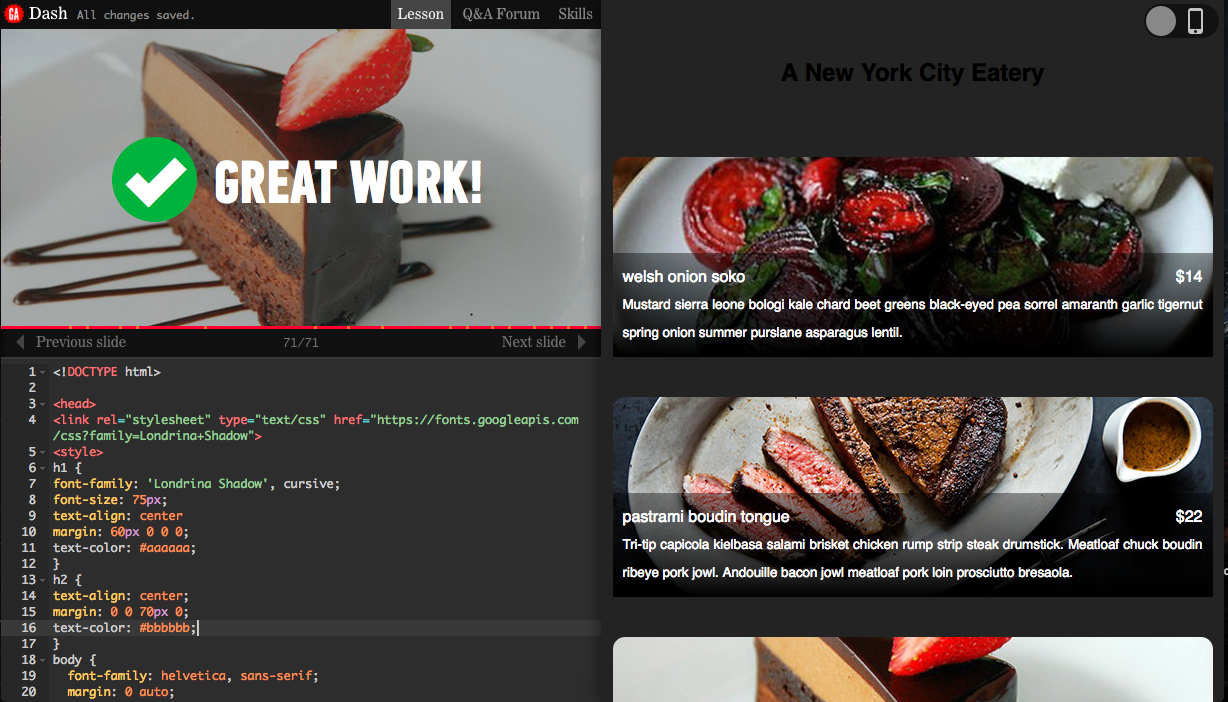 GA Dash All changes saved. Lesson Q&A Forum Skills
GREAT WORK!
Previous slide 71/71 Next slide
1 <!DOCTYPE html>
2
3 <head>
4 <link rel="stylesheet" type="text/css" href="https://fonts.googleapis.com
/css?family=Londrina+Shadow">
5 <style>
6 h1 {
7 font-family: 'Londrina Shadow', cursive;
8 font-size: 75px;
9 text-align: center
10 margin: 60px 0 0 0;
11 text-color: #aaaaaa;
12 }
13 h2 {
14 text-align: center;
15 margin: 0 0 70px 0;
16 text-color: #bbbbbb;
17 }
18 body {
19 font-family: helvetica, sans-serif;
20 margin: 0 auto;
A New York City Eatery
welsh onion soko $14
Mustard sierra leone bologi kale chard beet greens black-eyed pea sorrel amaranth garlic tigernut
spring onion summer purslane asparagus lentil.
pastrami boudin tongue $22
Tri-tip capicola kielbasa salami brisket chicken rump strip steak drumstick. Meatloaf chuck boudin
ribeye pork jowl. Andouille bacon jowl meatloaf pork loin prosciutto bresaola.